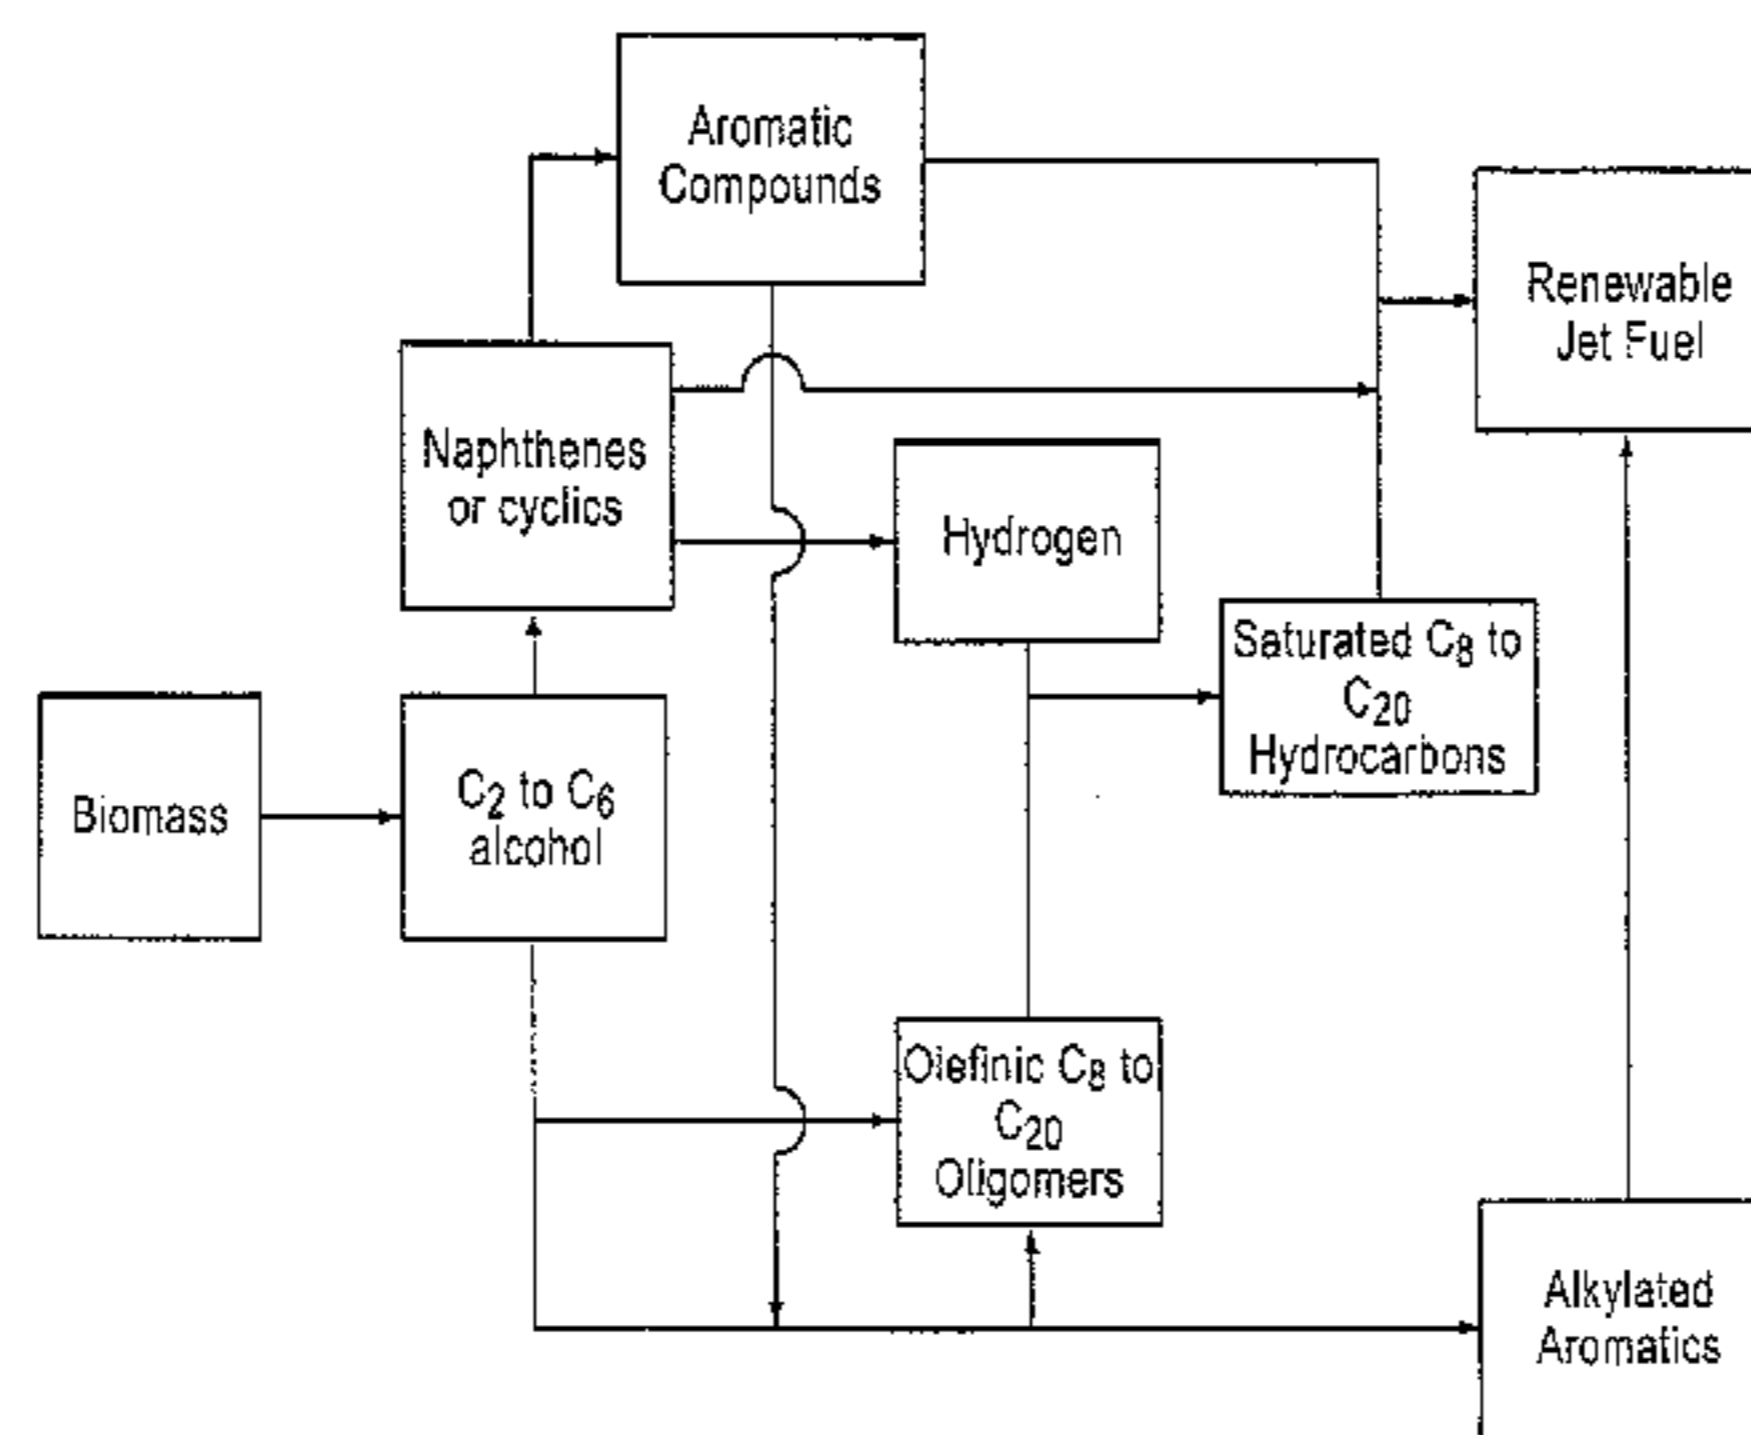 Aromatic
Compounds
Renewable
Jet Fuel
Naphthenes
or cyclics
Hydrogen
Saturated C₈ to
C₂₀
Hydrocarbons
Biomass
C₂ to C₆
alcohol
Olefinic C₈ to
C₂₀
Oligomers
Alkylated
Aromatics